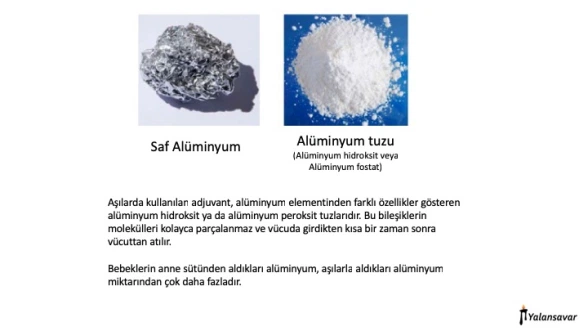 Saf Alüminyum
Alüminyum tuzu
(Alüminyum hidroksit veya
Alüminyum fostat)
Aşılarda kullanılan adjuvant, alüminyum elementinden farklı özellikler gösteren
alüminyum hidroksit ya da alüminyum peroksit tuzlarıdır. Bu bileşiklerin
molekülleri kolayca parçalanmaz ve vücuda girdikten kısa bir zaman sonra
vücuttan atılır.
Bebeklerin anne sütünden aldıkları alüminyum, aşılarla aldıkları alüminyum
miktarından çok daha fazladır.
Yalansavar